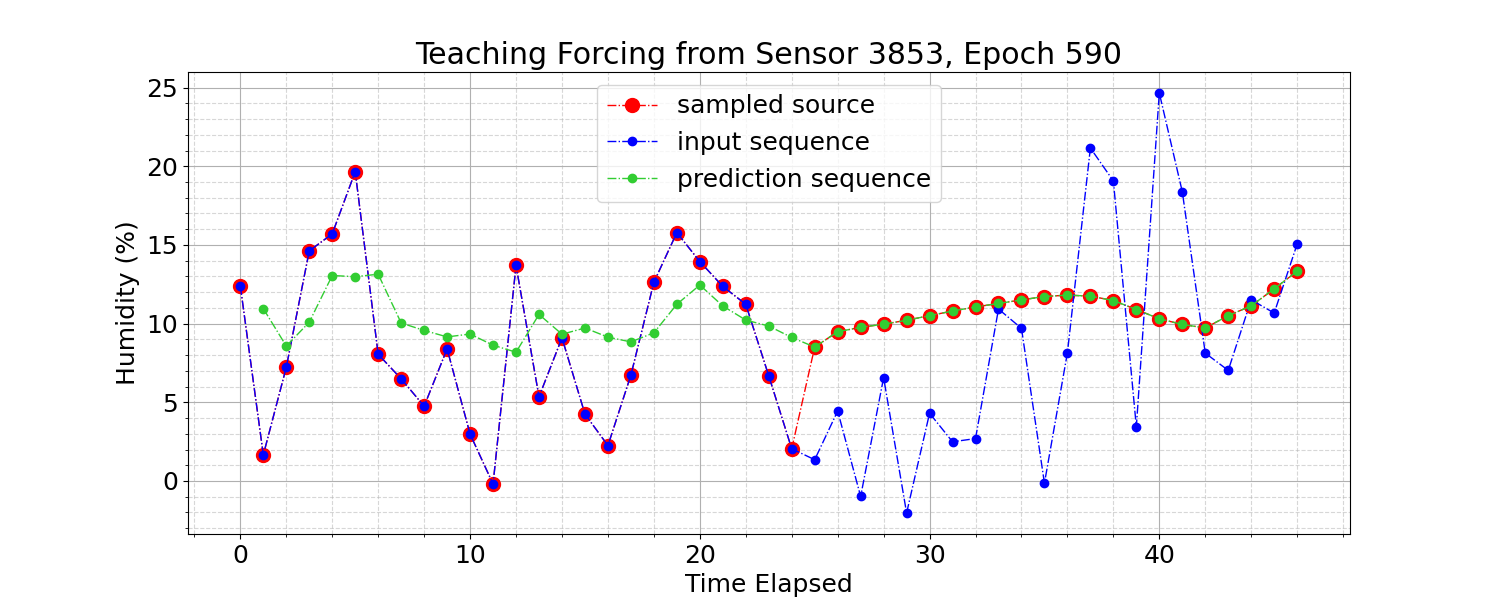 Teaching Forcing from Sensor 3853, Epoch 590
25
20
15
10
5
0
Humidity (%)
sampled source
input sequence
prediction sequence
0 10 20 30 40
Time Elapsed